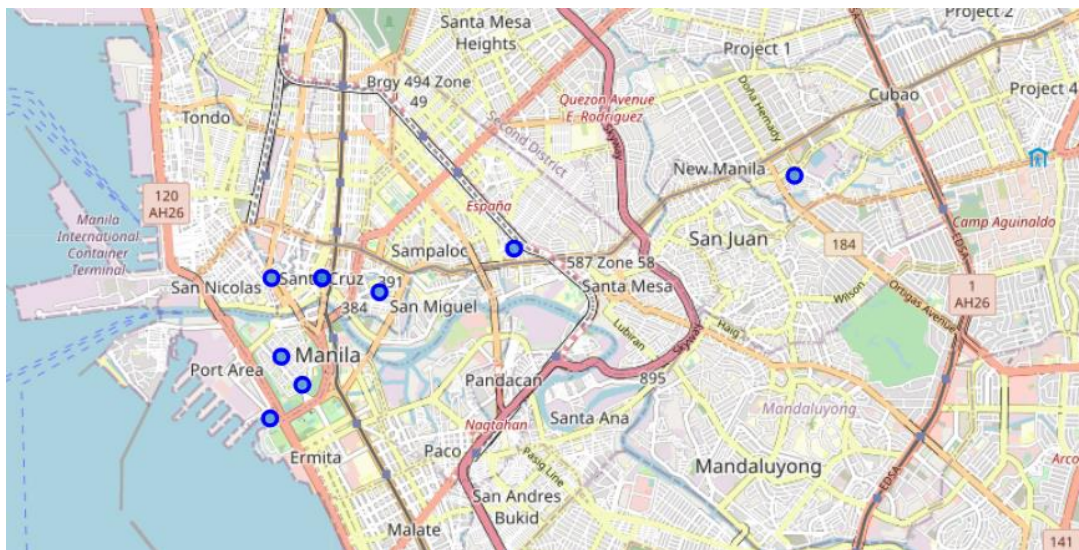 Santa Mesa
Heights
Project 2
Project 1
Brgy 494 Zone
49
Quezon Avenue
E. Rodriguez
Skyway
Doña Hemady
Cubao
Project 4
Tondo
Second District
New Manila
120
AH26
España
Camp Aguinaldo
Manila
International
Container
Terminal
Sampaloc
San Juan
184
EDSA
587 Zone 58
San Nicolas
Santa Cruz
391
Santa Mesa
1
AH26
384
San Miguel
Wilson
Ortigas Avenue
Lubiran
Haig
Skyway
Manila
Port Area
Pandacan
895
Santa Ana
Mandaluyong
Nagtahan
Ermita
Paco
Pasig Line
Mandaluyong
EDSA
San Andres
Bukid
Malate
141